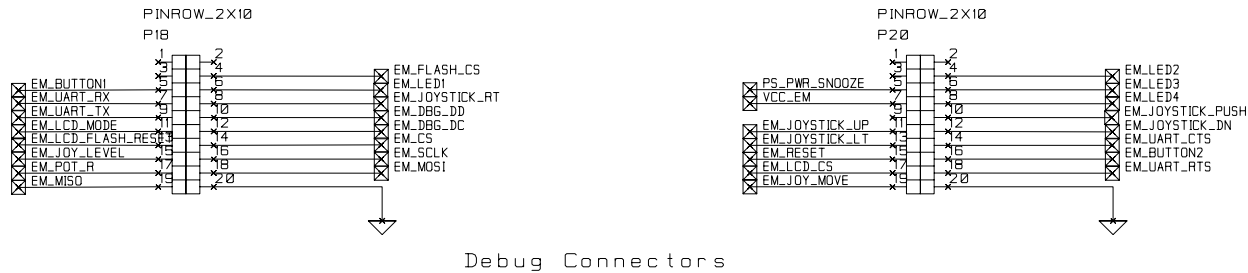 PINROW_2X10
P18
1 2
3 4 EM_FLASH_CS
EM_BUTTON1 5 6 EM_LED1
EM_UART_RX 7 8 EM_JOYSTICK_RT
EM_UART_TX 9 10 EM_DBG_DD
EM_LCD_MODE 11 12 EM_DBG_DC
EM_LCD_FLASH_RESET 13 14 EM_CS
EM_JOY_LEVEL 15 16 EM_SCLK
EM_POT_R 17 18 EM_MOSI
EM_MISO 19 20
PINROW_2X10
P20
1 2
3 4 EM_LED2
PS_PWR_SNOOZE 5 6 EM_LED3
VCC_EM 7 8 EM_LED4
9 10 EM_JOYSTICK_PUSH
EM_JOYSTICK_UP 11 12 EM_JOYSTICK_DN
EM_JOYSTICK_LT 13 14 EM_UART_CTS
EM_RESET 15 16 EM_BUTTON2
EM_LCD_CS 17 18 EM_UART_RTS
EM_JOY_MOVE 19 20
Debug Connectors